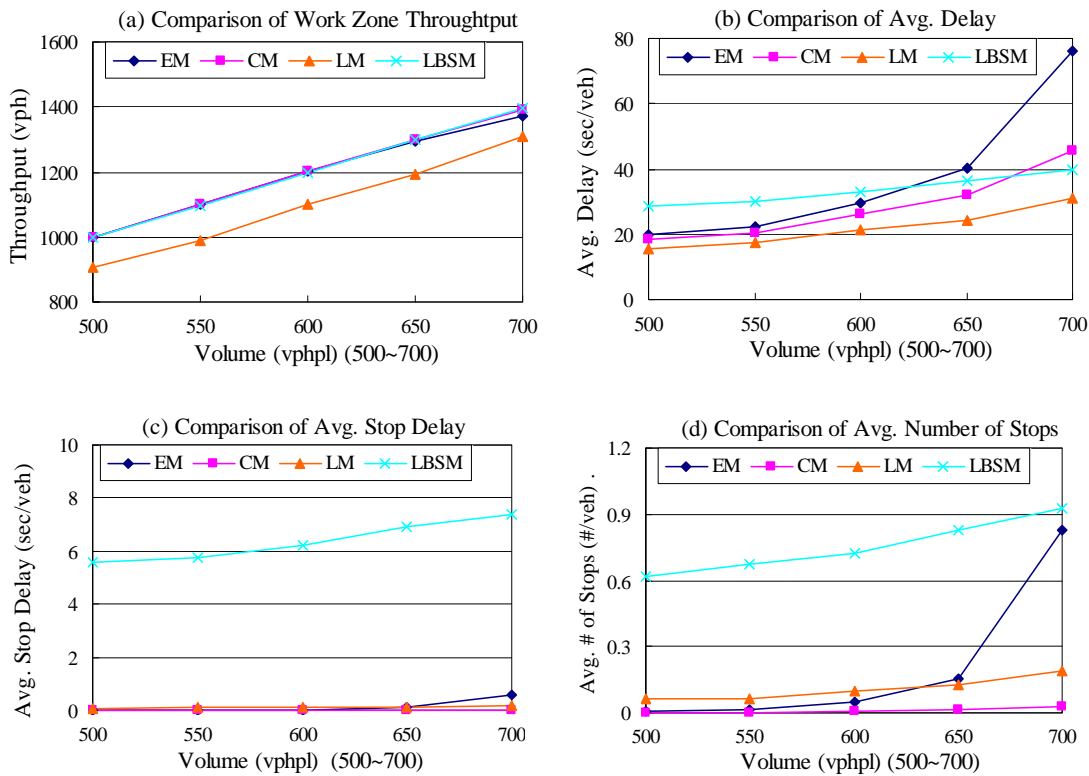 (a) Comparison of Work Zone Throughtput
EM CM LM LBSM
1600
1400
1200
1000
800
Throughput (vph)
500 550 600 650 700
Volume (vphpl) (500~700)
(b) Comparison of Avg. Delay
EM CM LM LBSM
80
60
40
20
0
Avg. Delay (sec/veh)
500 550 600 650 700
Volume (vphpl) (500~700)
(c) Comparison of Avg. Stop Delay
EM CM LM LBSM
10
8
6
4
2
0
Avg. Stop Delay (sec/veh)
500 550 600 650 700
Volume (vphpl) (500~700)
(d) Comparison of Avg. Number of Stops
EM CM LM LBSM
1.2
0.9
0.6
0.3
0
Avg. # of Stops (#/veh) .
500 550 600 650 700
Volume (vphpl) (500~700)